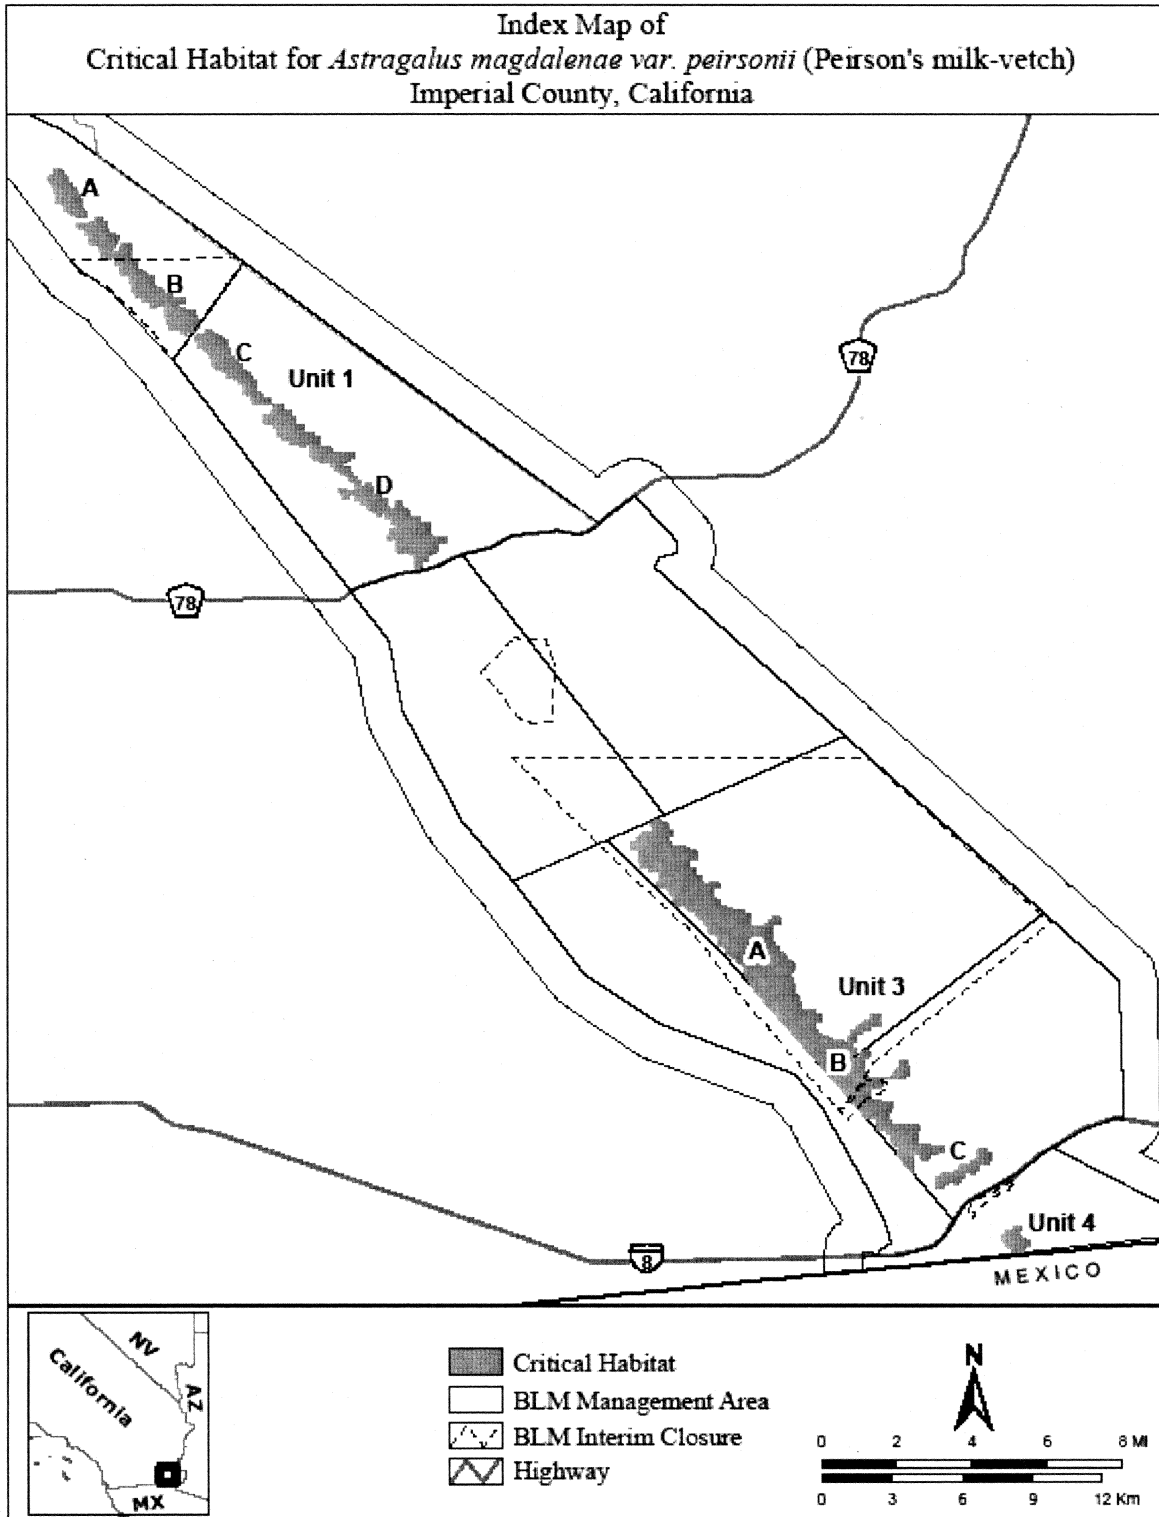 Index Map of
Critical Habitat for Astragalus magdalenae var. peirsonii (Peirson's milk-vetch)
Imperial County, California
A
B
C
Unit 1
78
D
78
A
Unit 3
B
C
Unit 4
8
MEXICO
NV
California
AZ
MX
Critical Habitat
BLM Management Area
BLM Interim Closure
Highway
N
0 2 4 6 8 MI
0 3 6 9 12 Km